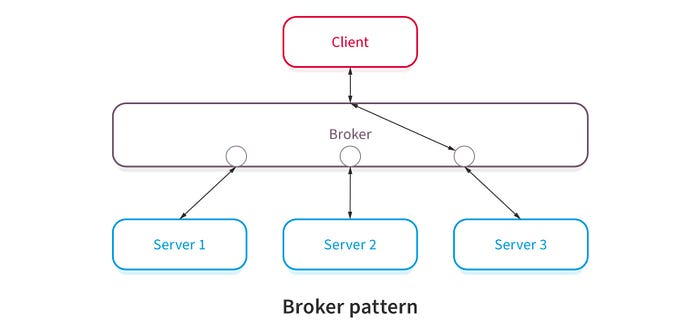 Client
Broker
Server 1
Server 2
Server 3
Broker pattern